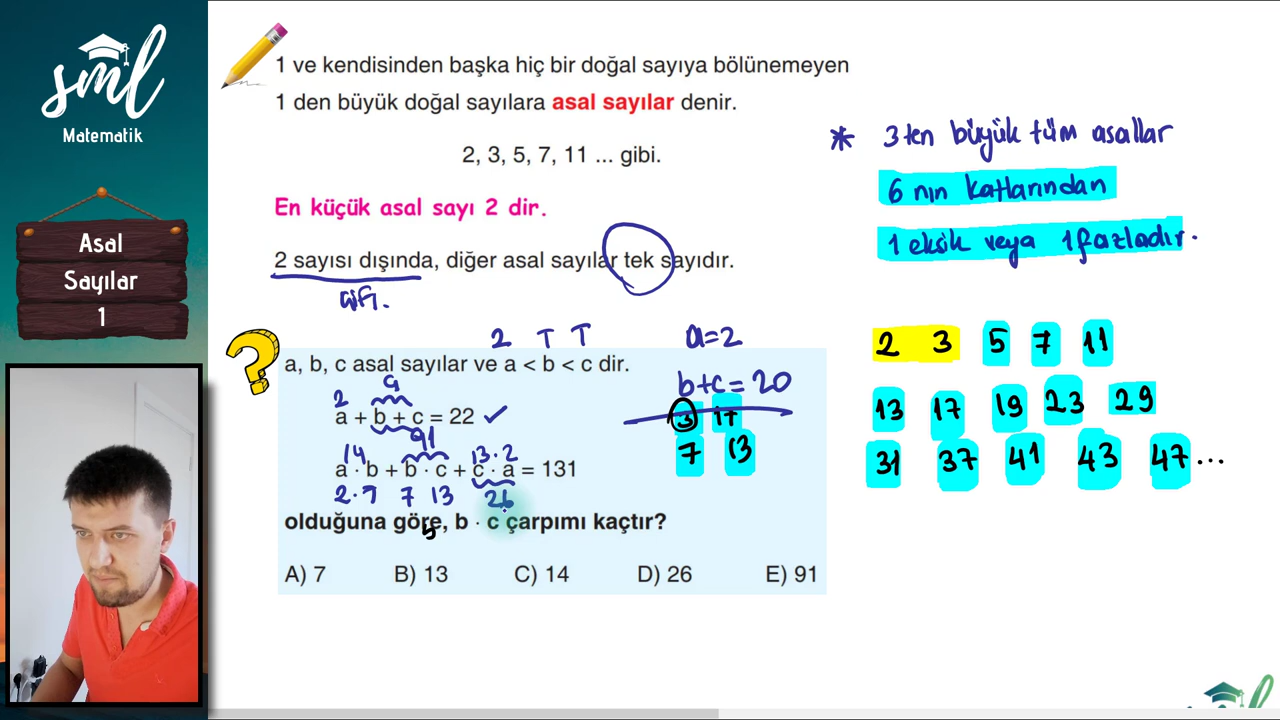 sml
Matematik
Asal
Sayılar
1
1 ve kendisinden başka hiç bir doğal sayıya bölünemeyen
1 den büyük doğal sayılara asal sayılar denir.
2, 3, 5, 7, 11 ... gibi.
En küçük asal sayı 2 dir.
2 sayısı dışında, diğer asal sayılar tek sayıdır.
çift.
* 3ten büyük tüm asallar
6 nın katlarından
1 eksik veya 1 fazladır.
2 T T
a, b, c asal sayılar ve a < b < c dir.
2
a + b + c = 22 ✓
14 91 13·2
a · b + b · c + c · a = 131
2·7 7 13 26
olduğuna göre, b · c çarpımı kaçtır?
A) 7 B) 13 C) 14 D) 26 E) 91
a=2
b+c=20
3 17
7 13
2 3 5 7 11
13 17 19 23 29
31 37 41 43 47 ...